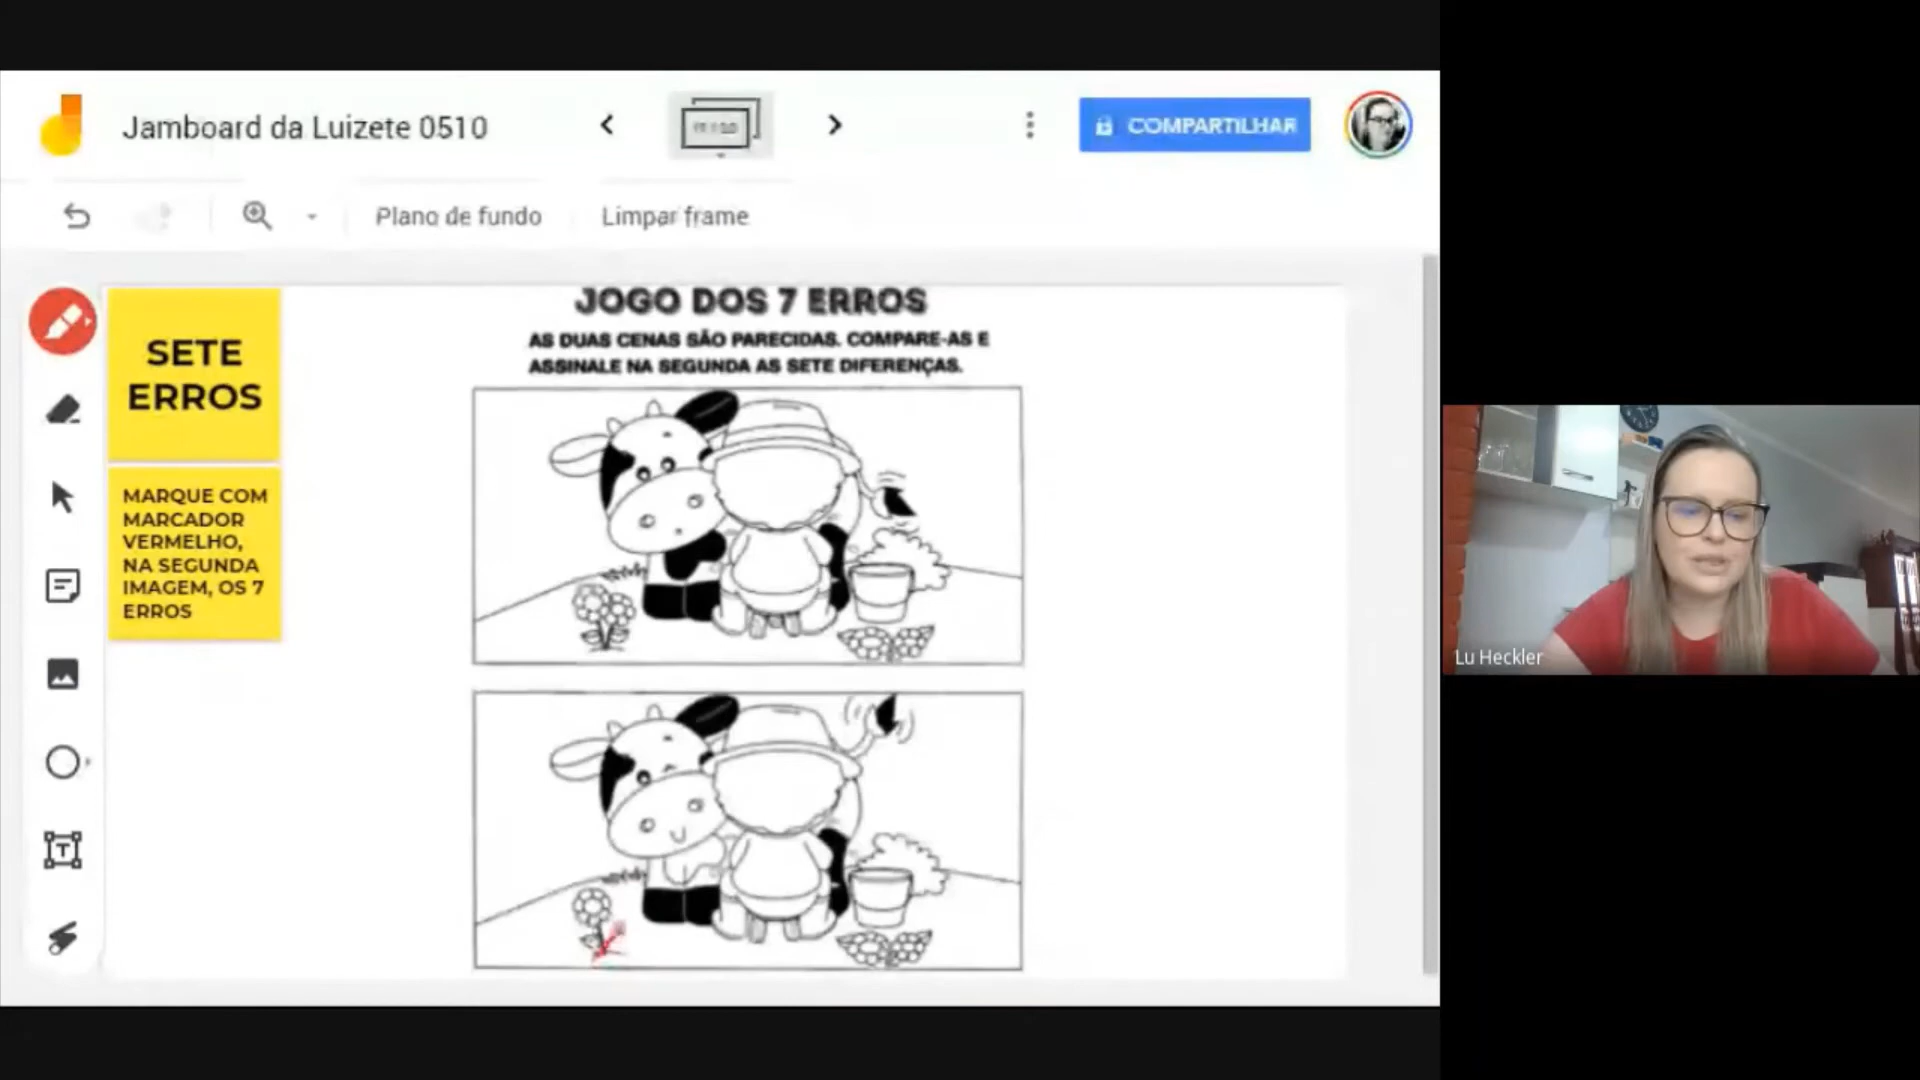 Jamboard da Luizete 0510
COMPARTILHAR
Plano de fundo
Limpar frame
SETE
ERROS
MARQUE COM
MARCADOR
VERMELHO,
NA SEGUNDA
IMAGEM, OS 7
ERROS
JOGO DOS 7 ERROS
AS DUAS CENAS SÃO PARECIDAS. COMPARE-AS E
ASSINALE NA SEGUNDA AS SETE DIFERENÇAS.
Lu Heckler